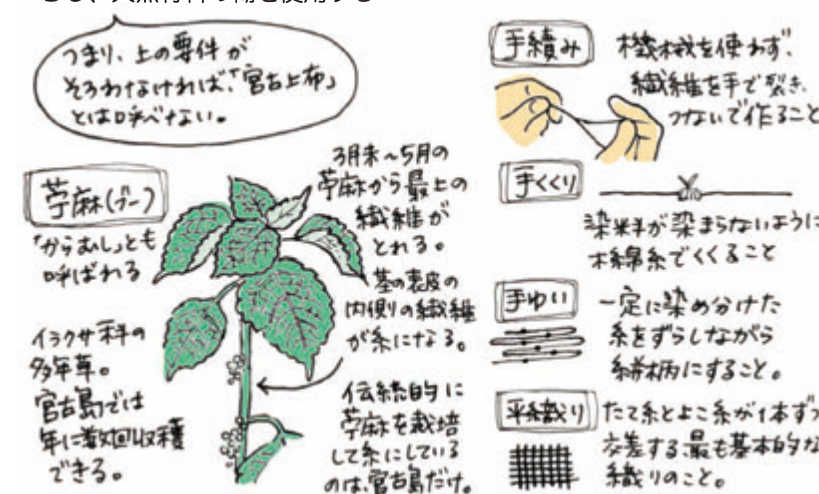 つまり、上の要件が
そろわなければ、「宮古上布」
とは呼べない。
苧麻(ブー)
「からむし」とも
呼ばれる
イラクサ科の
多年草。
宮古島では
年に数回収穫
できる。
3月末～5月の
苧麻から最上の
繊維が
とれる。
茎の表皮の
内側の繊維
が糸になる。
伝統的に
苧麻を栽培
して糸にしている
のは、宮古島だけ。
手績み
機械を使わず、
繊維を手で裂き、
つないで作ること
手くくり
染料が染まらないように
木綿糸でくくること
手ゆい
一定に染め分けた
糸をずらしながら
絣柄にすること。
平織り
たて糸とよこ糸が1本ずつ
交差する、最も基本的な
織りのこと。